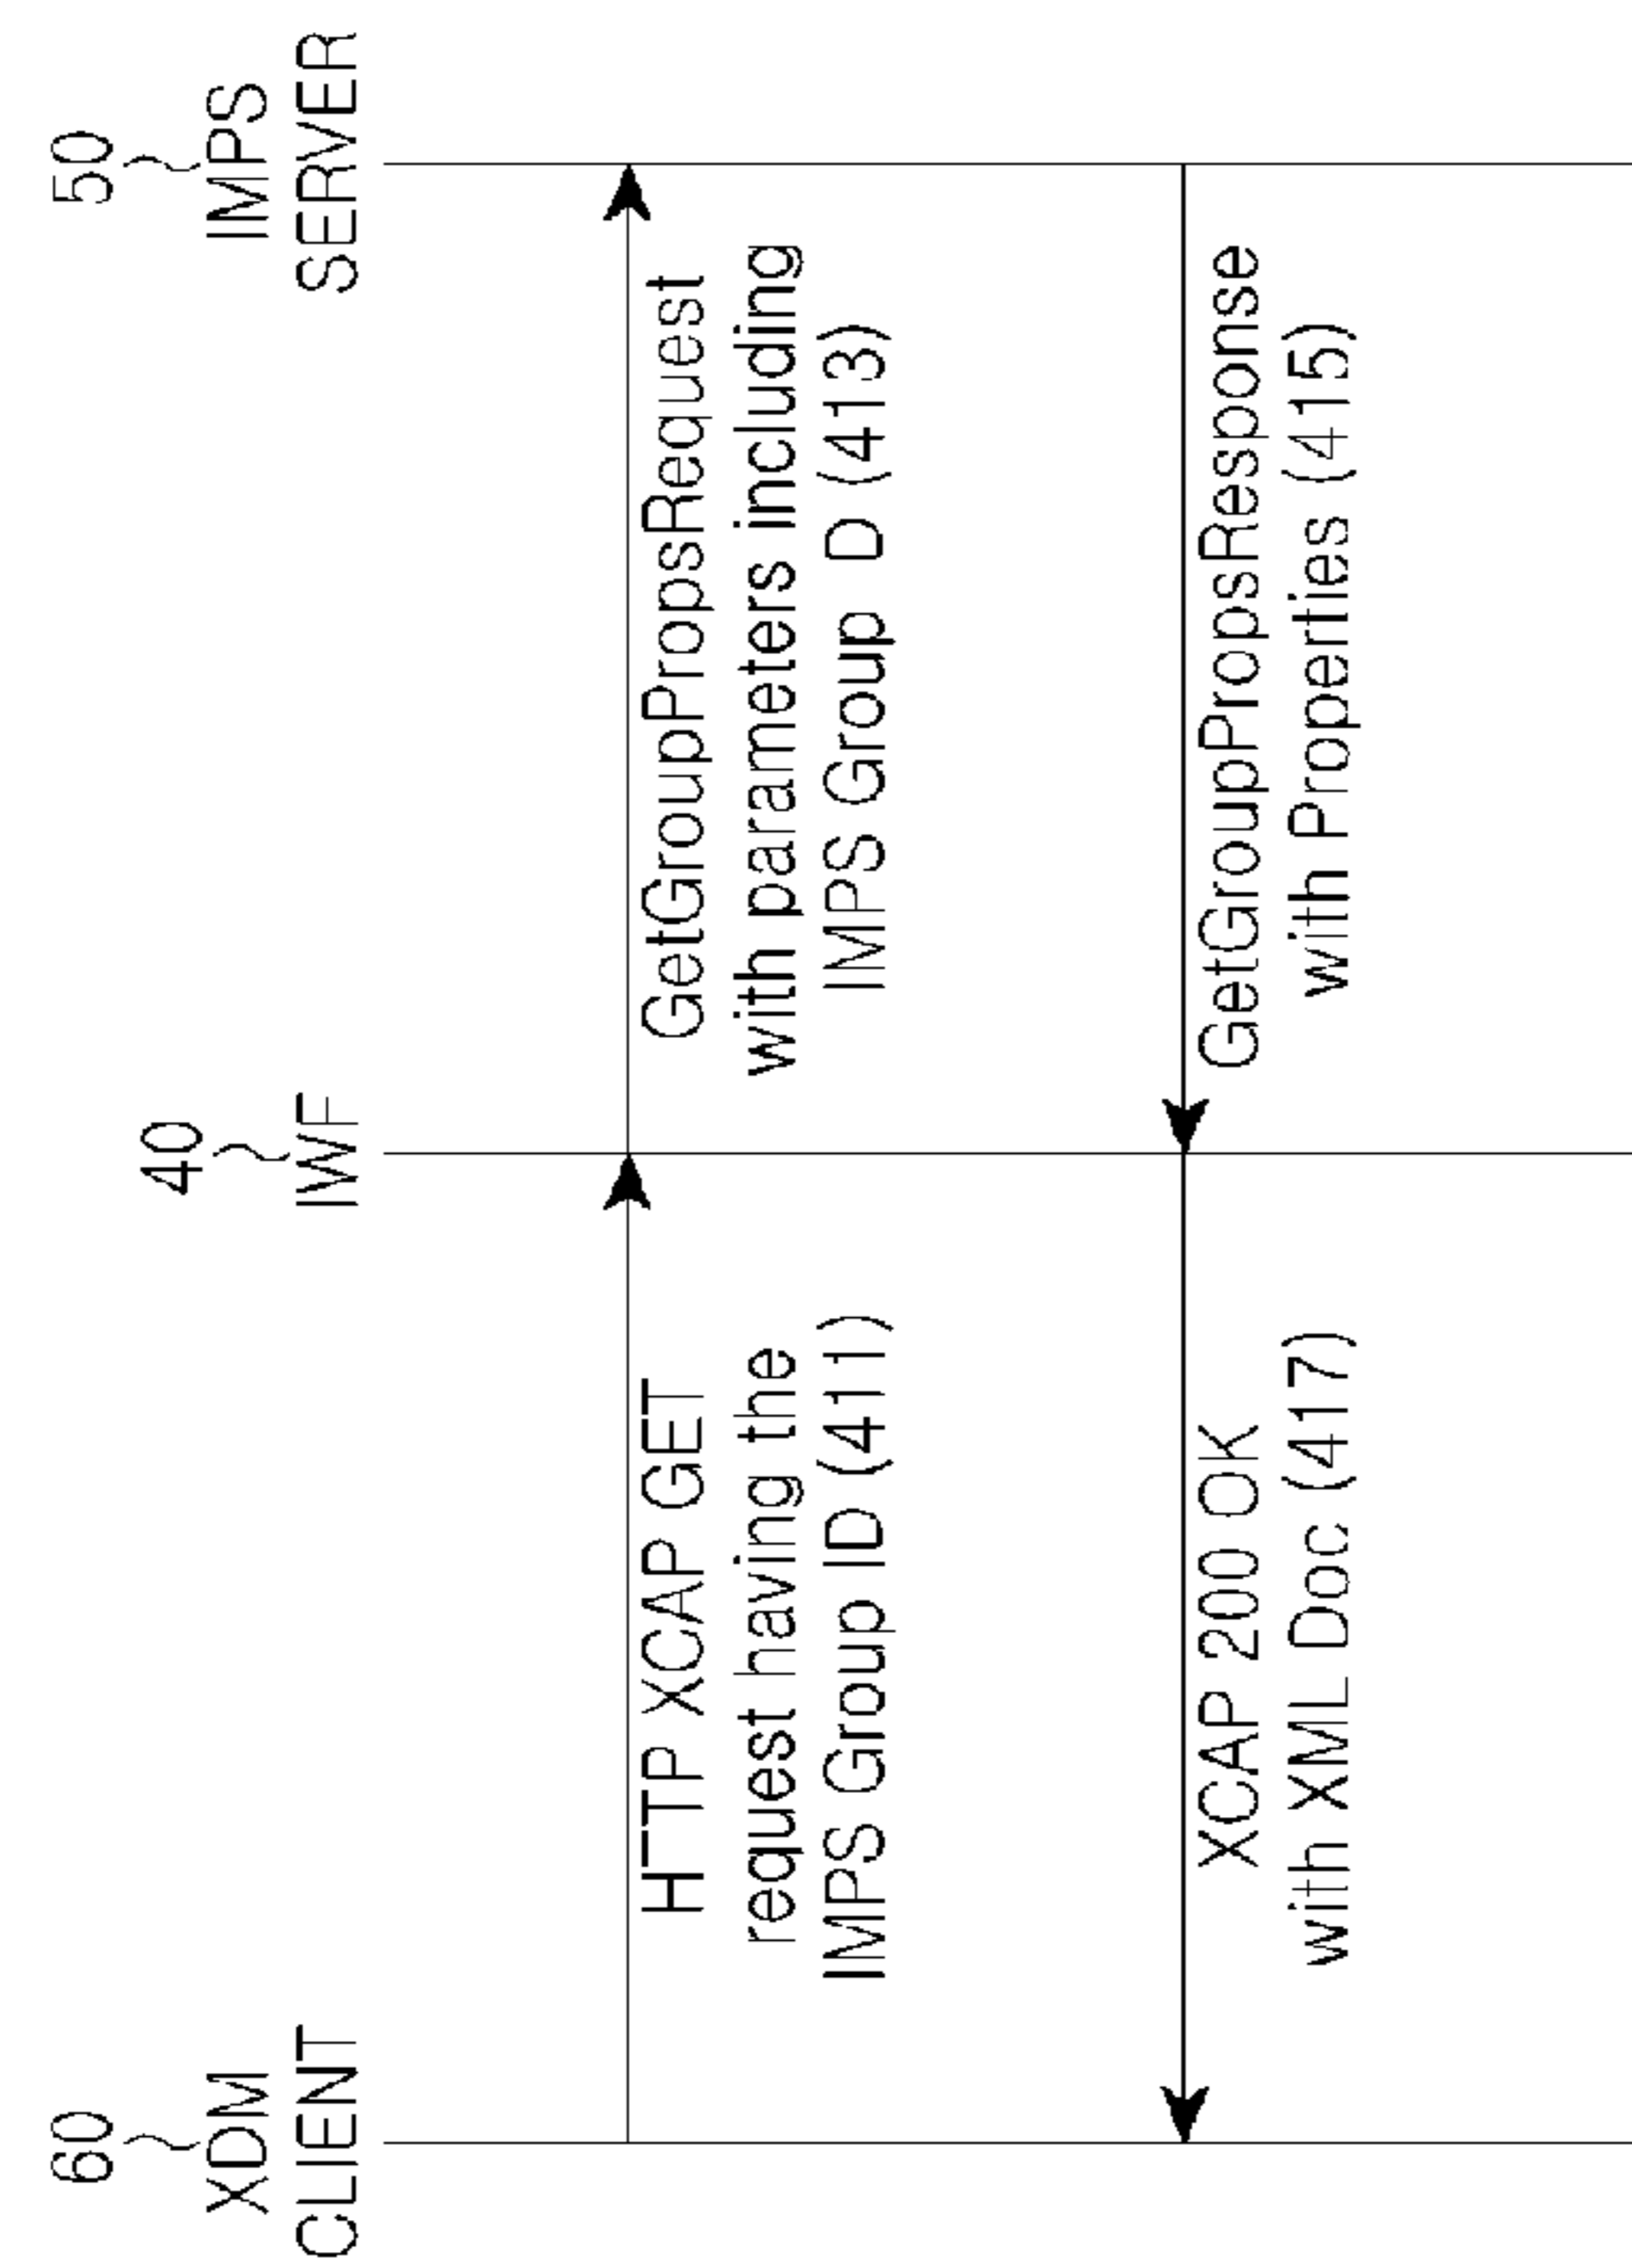 60
XDM
CLIENT
40
IWF
50
IMPS
SERVER
HTTP XCAP GET
request having the
IMPS Group ID (411)
GetGroupPropsRequest
with parameters including
IMPS Group D (413)
XCAP 200 OK
with XML Doc (417)
GetGroupPropsResponse
with Properties (415)